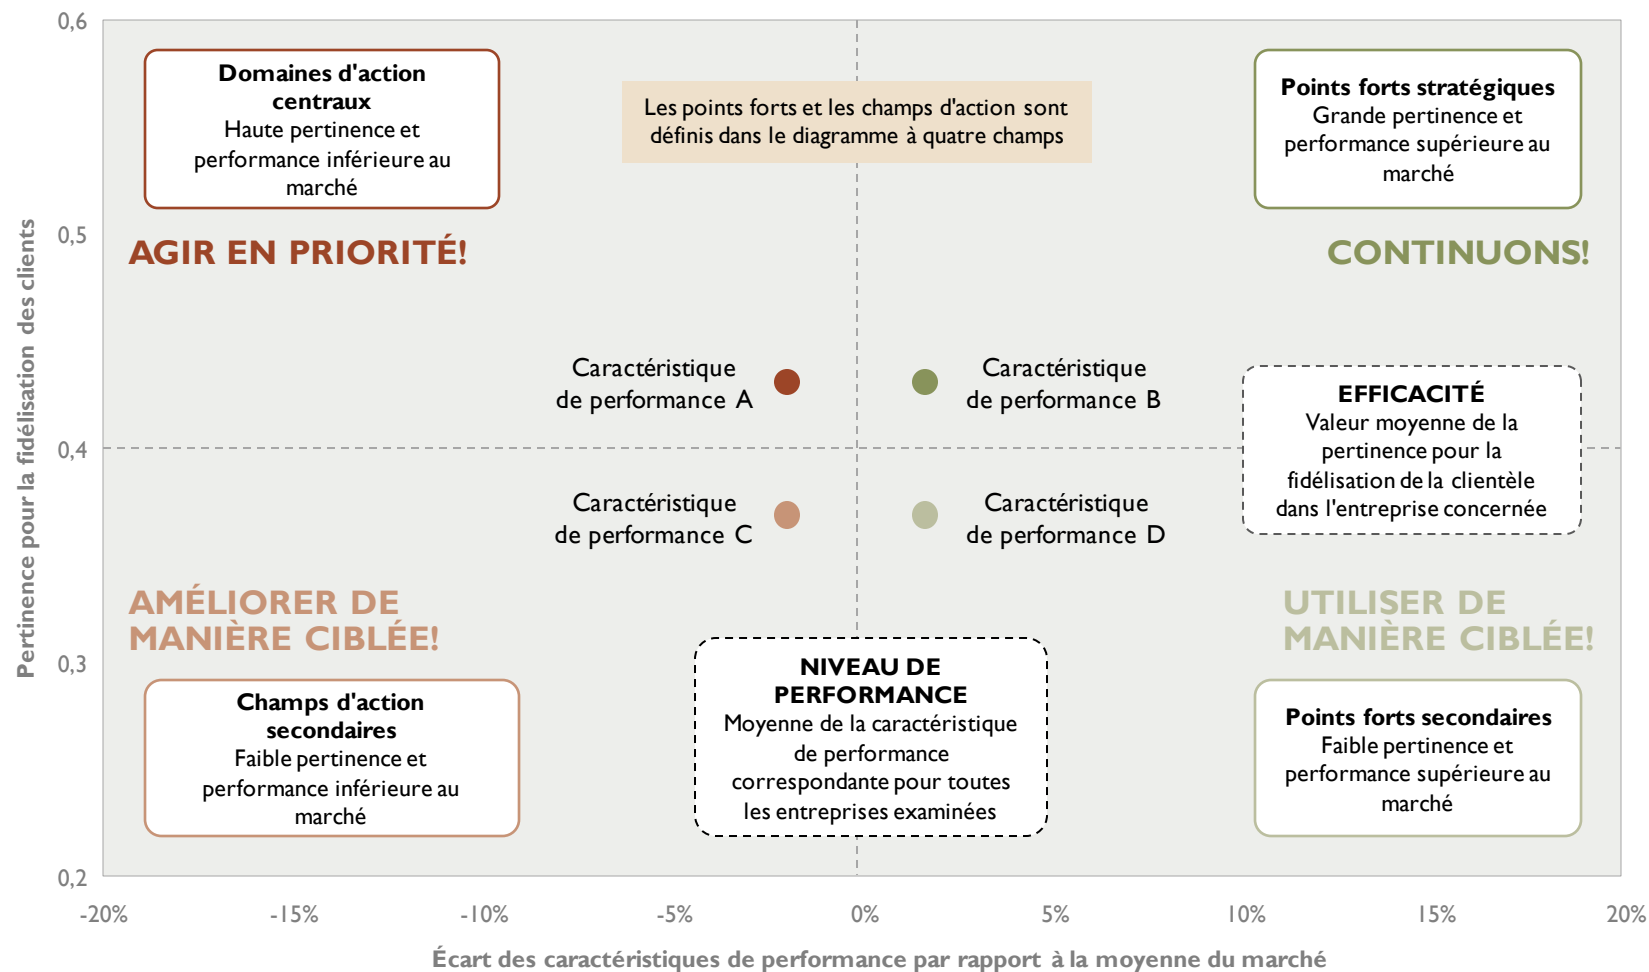 0,6
Domaines d'action
centraux
Haute pertinence et
performance inférieure au
marché
Les points forts et les champs d'action sont
définis dans le diagramme à quatre champs
Points forts stratégiques
Grande pertinence et
performance supérieure au
marché
0,5
AGIR EN PRIORITÉ!
CONTINUONS!
Pertinence pour la fidélisation des clients
Caractéristique
de performance A
Caractéristique
de performance B
EFFICACITÉ
Valeur moyenne de la
pertinence pour la
fidélisation de la clientèle
dans l'entreprise concernée
0,4
Caractéristique
de performance C
Caractéristique
de performance D
AMÉLIORER DE
MANIÈRE CIBLÉE!
UTILISER DE
MANIÈRE CIBLÉE!
0,3
Champs d'action
secondaires
Faible pertinence et
performance inférieure au
marché
NIVEAU DE
PERFORMANCE
Moyenne de la caractéristique
de performance
correspondante pour toutes
les entreprises examinées
Points forts secondaires
Faible pertinence et
performance supérieure au
marché
0,2
-20% -15% -10% -5% 0% 5% 10% 15% 20%
Écart des caractéristiques de performance par rapport à la moyenne du marché